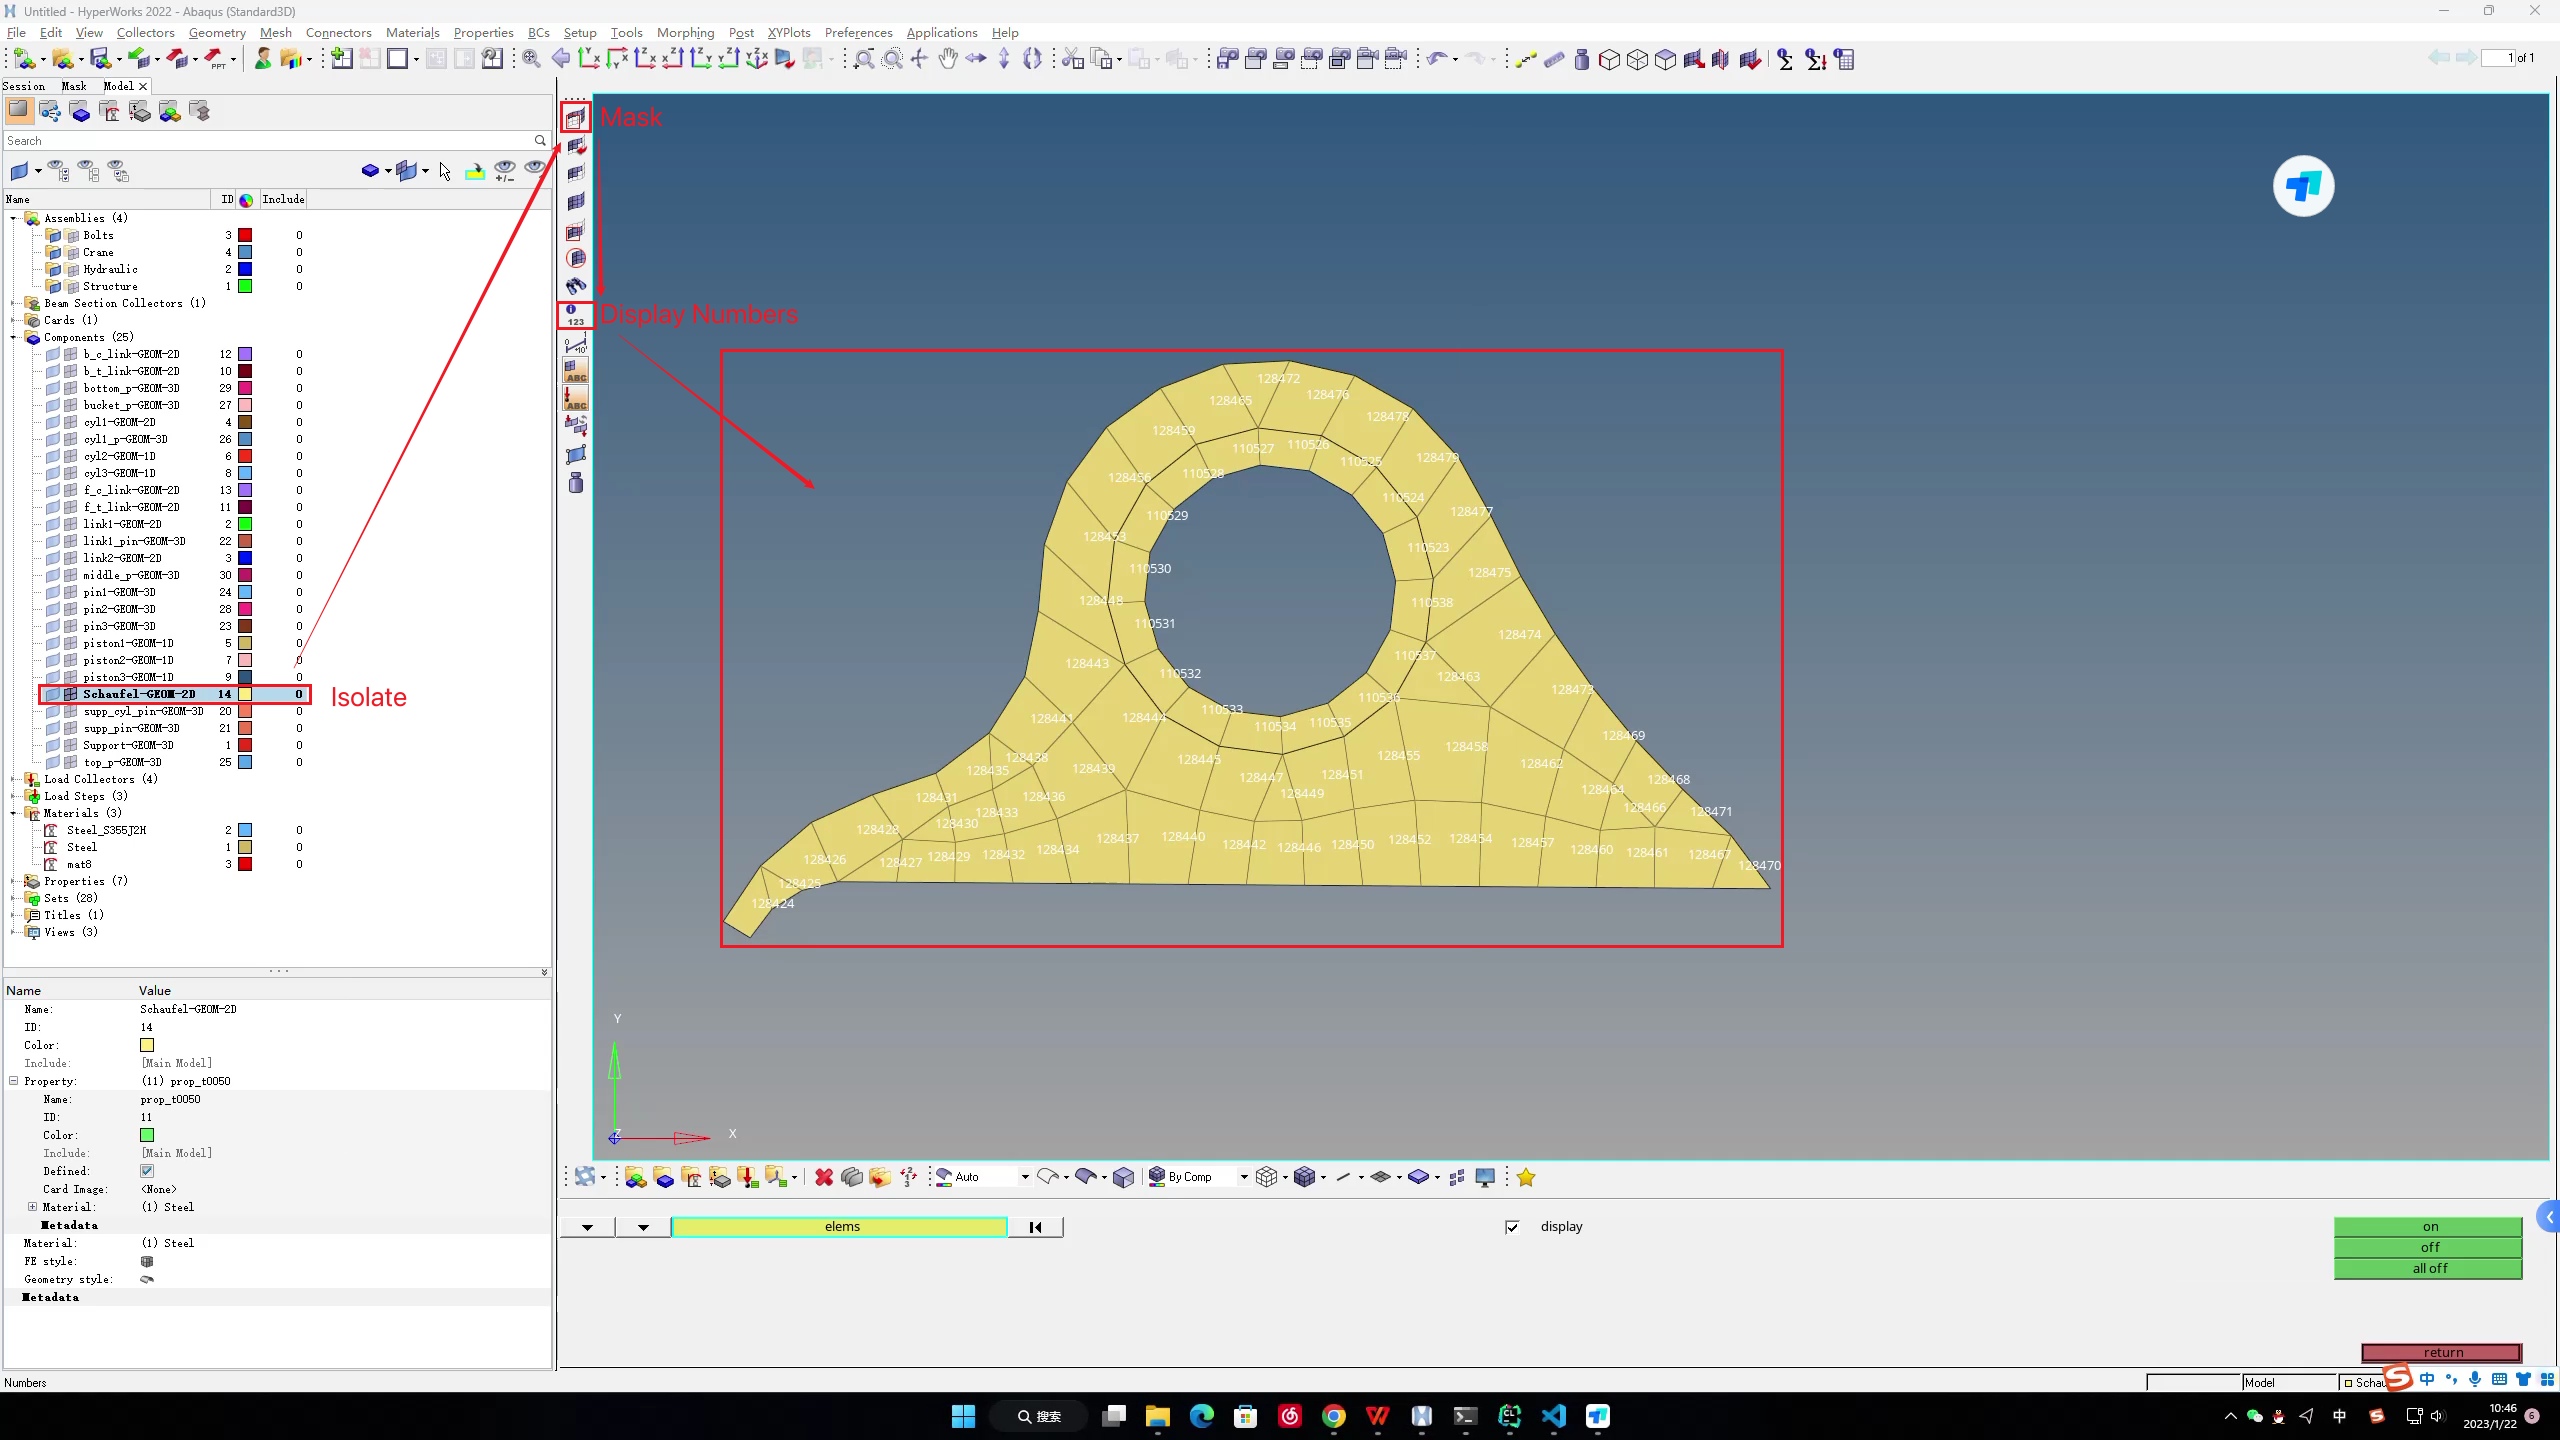 Untitled - HyperWorks 2022 - Abaqus (Standard3D)
File Edit View Collectors Geometry Mesh Connectors Materials Properties BCs Setup Tools Morphing Post XYPlots Preferences Applications Help
1 of 1
Session Mask Model
Search
Name ID Include
Assemblies (4)
Bolts 3 0
Crane 4 0
Hydraulic 2 0
Structure 1 0
Beam Section Collectors (1)
Cards (1)
Components (25)
b_c_link-GEOM-2D 12 0
b_t_link-GEOM-2D 10 0
bottom_p-GEOM-3D 29 0
bucket_p-GEOM-3D 27 0
cyl1-GEOM-2D 4 0
cyl1_p-GEOM-3D 26 0
cyl2-GEOM-1D 6 0
cyl3-GEOM-1D 8 0
f_c_link-GEOM-2D 13 0
f_t_link-GEOM-2D 11 0
link1-GEOM-2D 2 0
link1_pin-GEOM-3D 22 0
link2-GEOM-2D 3 0
middle_p-GEOM-3D 30 0
pin1-GEOM-3D 24 0
pin2-GEOM-3D 28 0
pin3-GEOM-3D 23 0
piston1-GEOM-1D 5 0
piston2-GEOM-1D 7 0
piston3-GEOM-1D 9 0
Schaufel-GEOM-2D 14 0
supp_cyl_pin-GEOM-3D 20 0
supp_pin-GEOM-3D 21 0
Support-GEOM-3D 1 0
top_p-GEOM-3D 25 0
Load Collectors (4)
Load Steps (3)
Materials (3)
Steel_S355J2H 2 0
Steel 1 0
mat8 3 0
Properties (7)
Sets (28)
Titles (1)
Views (3)
Isolate
Mask
Display Numbers
123
ABC
ABC
128472
128476
128465
128478
128459
110527 110526
128479
110525
128456 110528
110524
128477
110529
128453
110523
110530
128475
128448
110538
110531
128474
110537
128443
110532
128463
128473
110536
110533
128441 128444
110535
110534
128469
128458
128455
128438
128445
128462
128435 128439
128451
128447
128468
128464
128449
128431 128436
128466
128471
128433
128430
128428
128437 128440 128452 128454
128457
128442 128446 128450
128434 128460
128432 128461 128467
128429
128426 128427
128470
128425
128424
Y
Z
X
Name Value
Name: Schaufel-GEOM-2D
ID: 14
Color:
Include: [Main Model]
Property: (11) prop_t0050
Name: prop_t0050
ID: 11
Color:
Include: [Main Model]
Defined:
Card Image: <None>
Material: (1) Steel
Metadata
Material: (1) Steel
FE style:
Geometry style:
Metadata
Auto
By Comp
elems
display
on
off
all off
return
Numbers
Model
Schau
中
搜索
中
10:46
2023/1/22
6